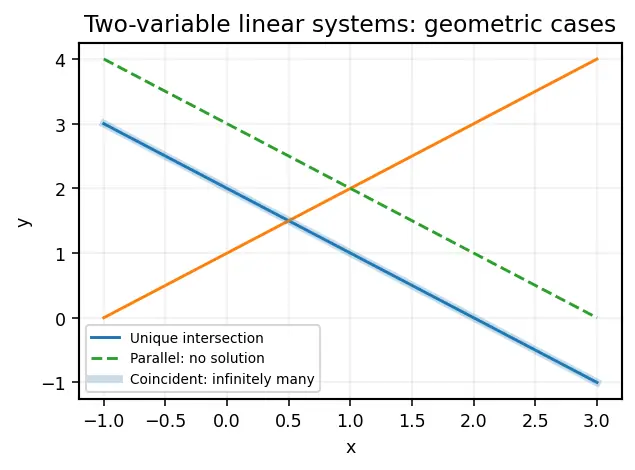 Two-variable linear systems: geometric cases
4
3
2
1
0
−1
y
Unique intersection
Parallel: no solution
Coincident: infinitely many
−1.0 −0.5 0.0 0.5 1.0 1.5 2.0 2.5 3.0
x